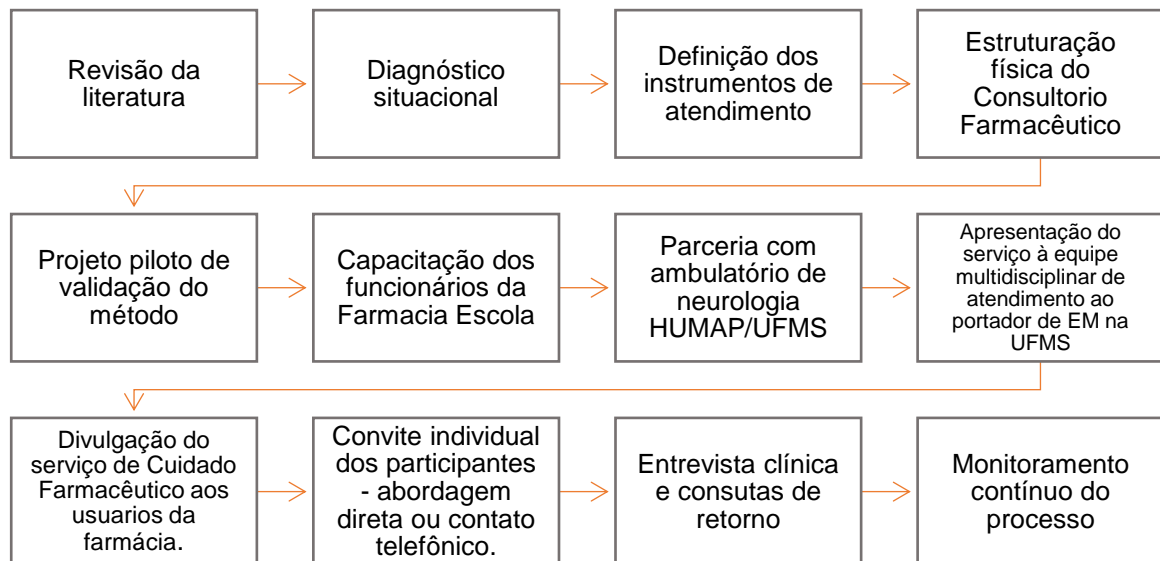 Revisão da
literatura
Diagnóstico
situacional
Definição dos
instrumentos de
atendimento
Estruturação
física do
Consultorio
Farmacêutico
Projeto piloto de
validação do
método
Capacitação dos
funcionários da
Farmacia Escola
Parceria com
ambulatório de
neurologia
HUMAP/UFMS
Apresentação do
serviço à equipe
multidisciplinar de
atendimento ao
portador de EM na
UFMS
Divulgação do
serviço de Cuidado
Farmacêutico aos
usuarios da
farmácia.
Convite individual
dos participantes
- abordagem
direta ou contato
telefônico.
Entrevista clínica
e consutas de
retorno
Monitoramento
contínuo do
processo